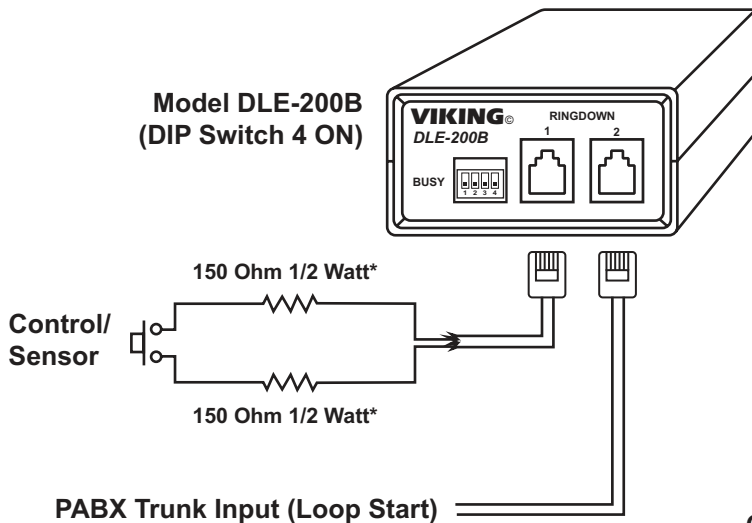 Model DLE-200B
(DIP Switch 4 ON)
VIKING©
DLE-200B
RINGDOWN
1 2
BUSY
1 2 3 4
150 Ohm 1/2 Watt*
Control/
Sensor
150 Ohm 1/2 Watt*
PABX Trunk Input (Loop Start)